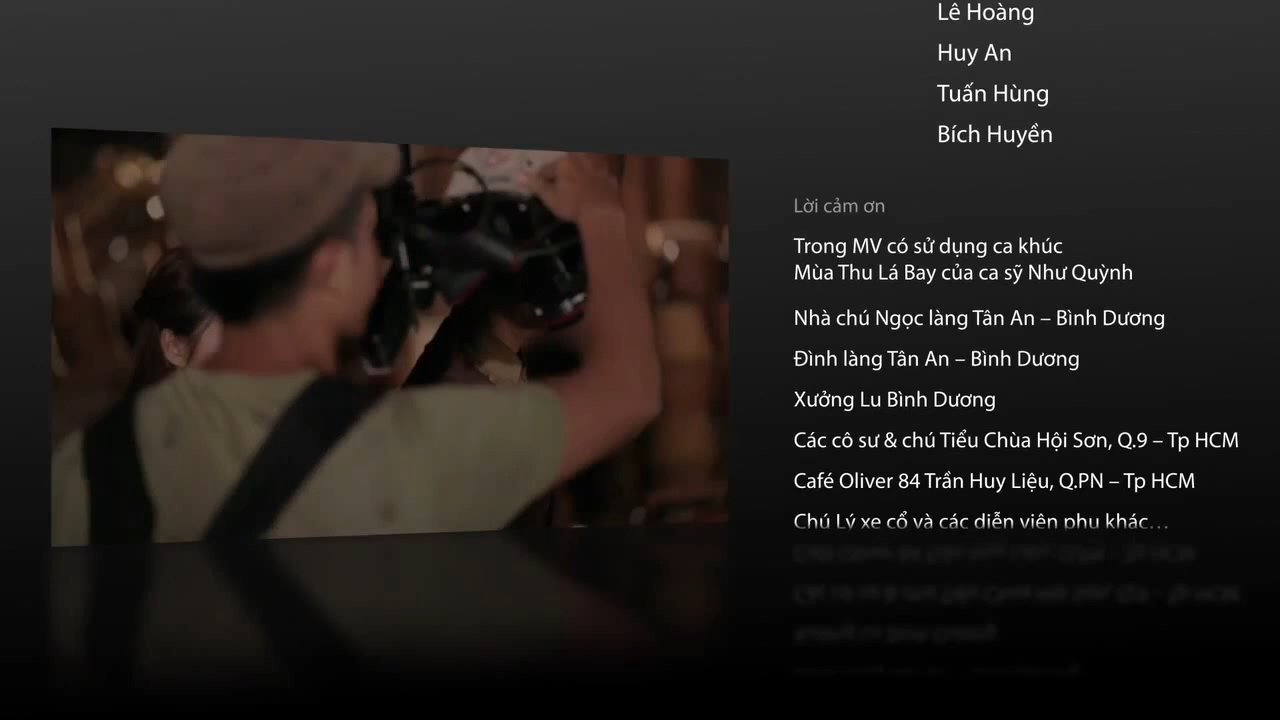 Lê Hoàng
Huy An
Tuấn Hùng
Bích Huyền
Lời cảm ơn
Trong MV có sử dụng ca khúc
Mùa Thu Lá Bay của ca sỹ Như Quỳnh
Nhà chú Ngọc làng Tân An – Bình Dương
Đình làng Tân An – Bình Dương
Xưởng Lu Bình Dương
Các cô sư & chú Tiểu Chùa Hội Sơn, Q.9 – Tp HCM
Café Oliver 84 Trần Huy Liệu, Q.PN – Tp HCM
Chú Lý xe cổ và các diễn viên phụ khác…